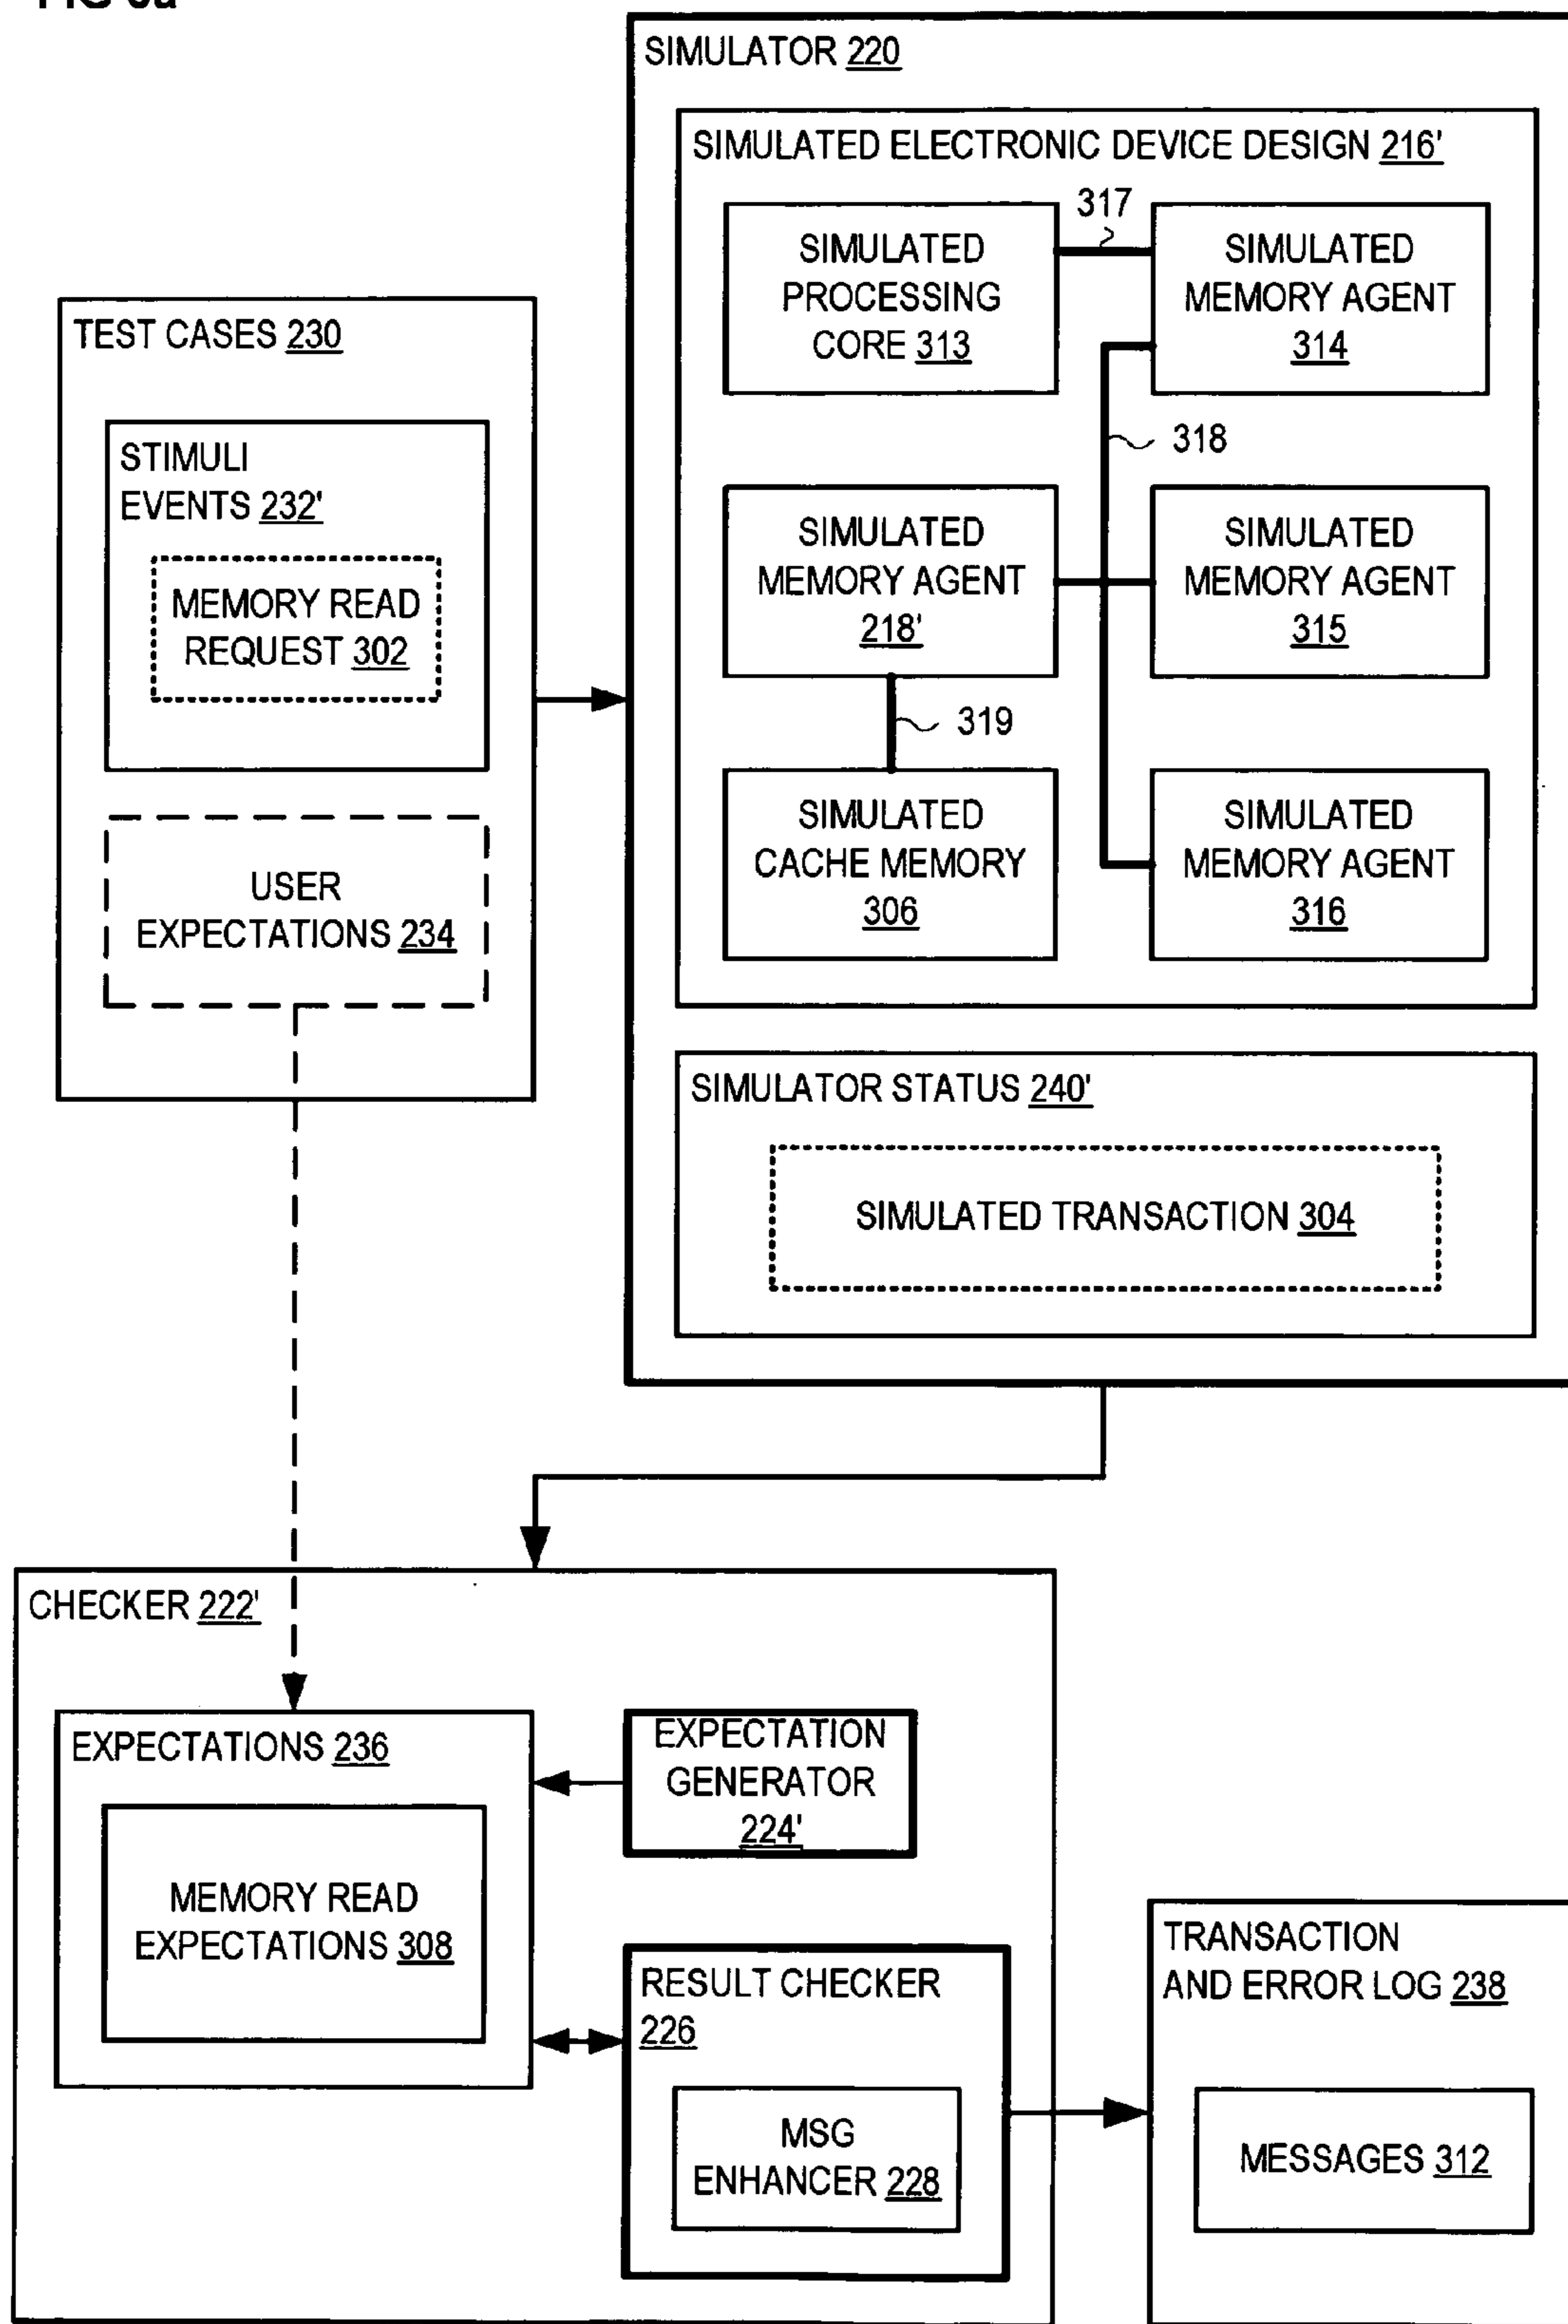 SIMULATOR 220
SIMULATED ELECTRONIC DEVICE DESIGN 216'
317
SIMULATED
PROCESSING
CORE 313
SIMULATED
MEMORY AGENT
314
318
SIMULATED
MEMORY AGENT
218'
SIMULATED
MEMORY AGENT
315
319
SIMULATED
CACHE MEMORY
306
SIMULATED
MEMORY AGENT
316
SIMULATOR STATUS 240'
SIMULATED TRANSACTION 304
TEST CASES 230
STIMULI
EVENTS 232'
MEMORY READ
REQUEST 302
USER
EXPECTATIONS 234
CHECKER 222'
EXPECTATIONS 236
MEMORY READ
EXPECTATIONS 308
EXPECTATION
GENERATOR
224'
RESULT CHECKER
226
MSG
ENHANCER 228
TRANSACTION
AND ERROR LOG 238
MESSAGES 312